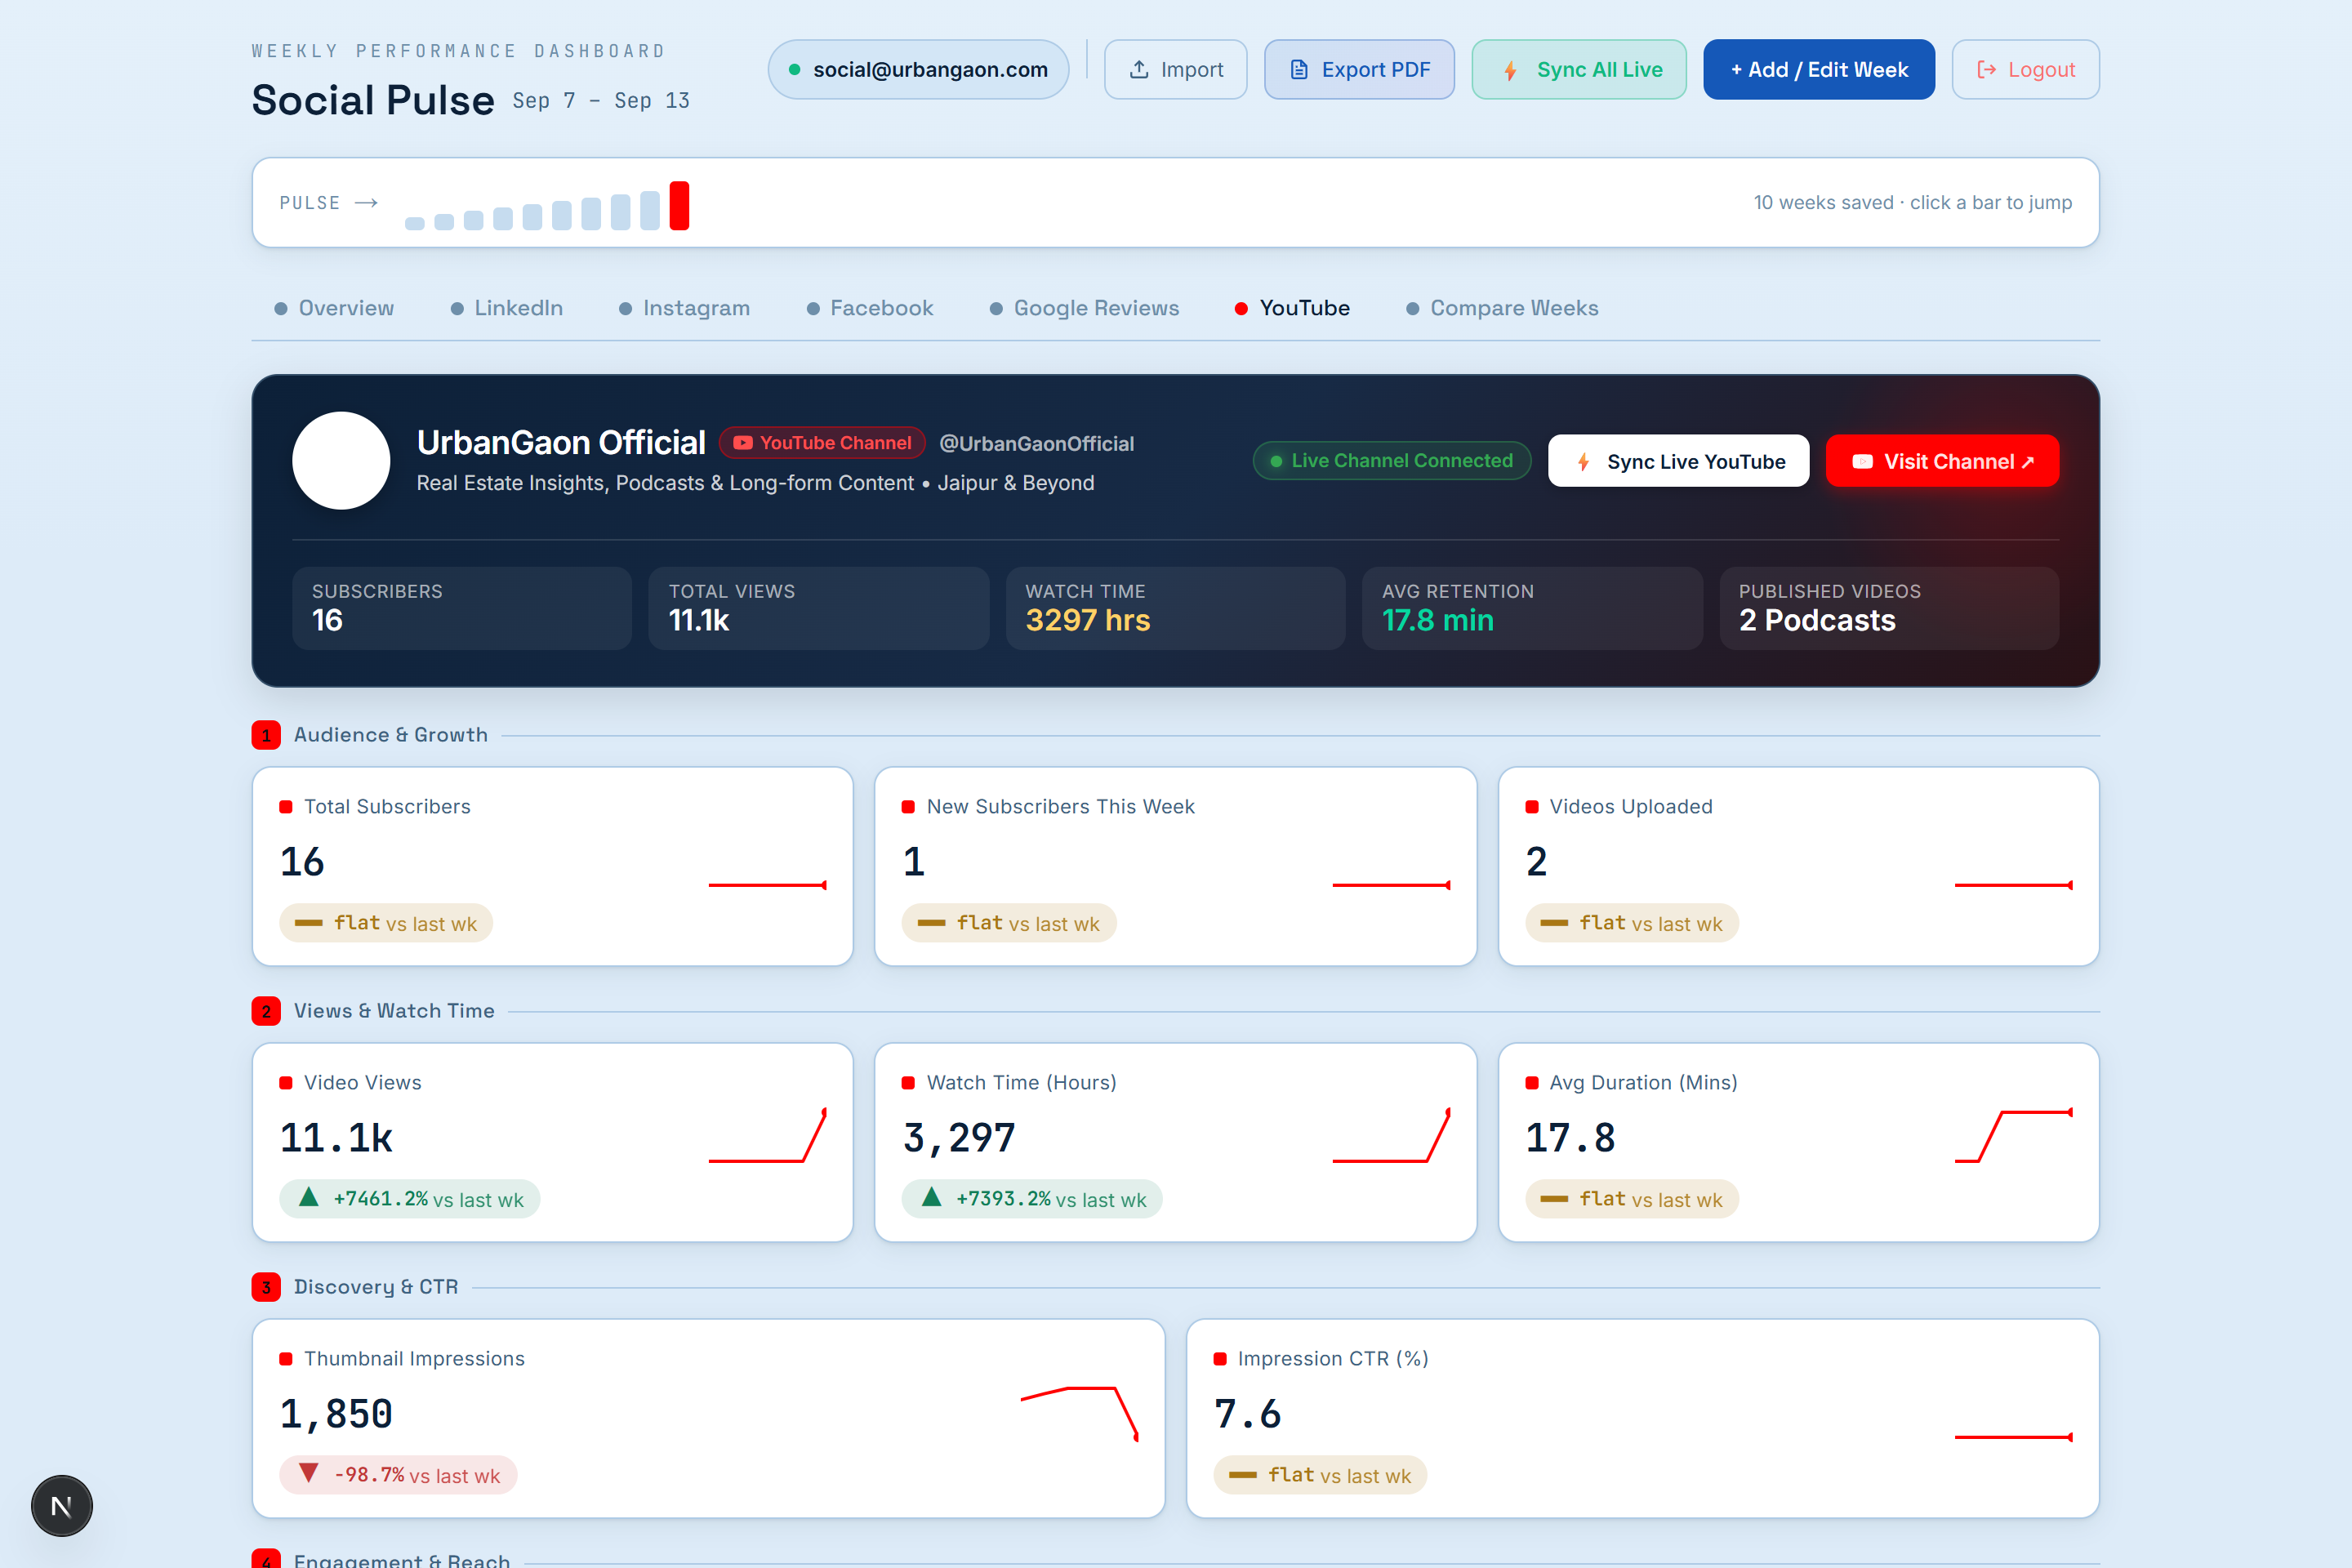 WEEKLY PERFORMANCE DASHBOARD
Social Pulse Sep 7 – Sep 13
social@urbangaon.com
Import
Export PDF
Sync All Live
+ Add / Edit Week
Logout
PULSE →
10 weeks saved · click a bar to jump
Overview
LinkedIn
Instagram
Facebook
Google Reviews
YouTube
Compare Weeks
UrbanGaon Official YouTube Channel @UrbanGaonOfficial
Real Estate Insights, Podcasts & Long-form Content • Jaipur & Beyond
Live Channel Connected
Sync Live YouTube
Visit Channel ↗
SUBSCRIBERS
16
TOTAL VIEWS
11.1k
WATCH TIME
3297 hrs
AVG RETENTION
17.8 min
PUBLISHED VIDEOS
2 Podcasts
1 Audience & Growth
Total Subscribers
16
flat vs last wk
New Subscribers This Week
1
flat vs last wk
Videos Uploaded
2
flat vs last wk
2 Views & Watch Time
Video Views
11.1k
▲ +7461.2% vs last wk
Watch Time (Hours)
3,297
▲ +7393.2% vs last wk
Avg Duration (Mins)
17.8
flat vs last wk
3 Discovery & CTR
Thumbnail Impressions
1,850
▼ -98.7% vs last wk
Impression CTR (%)
7.6
flat vs last wk
N
4 Engagement & Reach